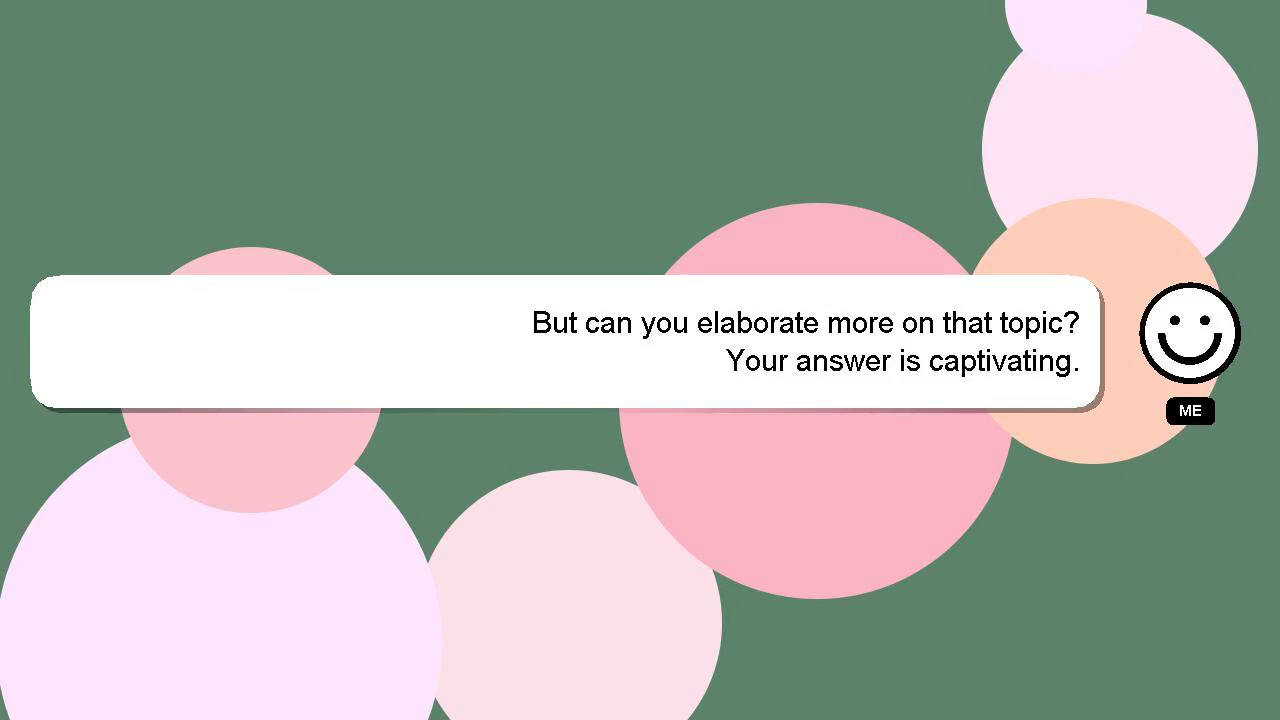 But can you elaborate more on that topic?
Your answer is captivating.
ME